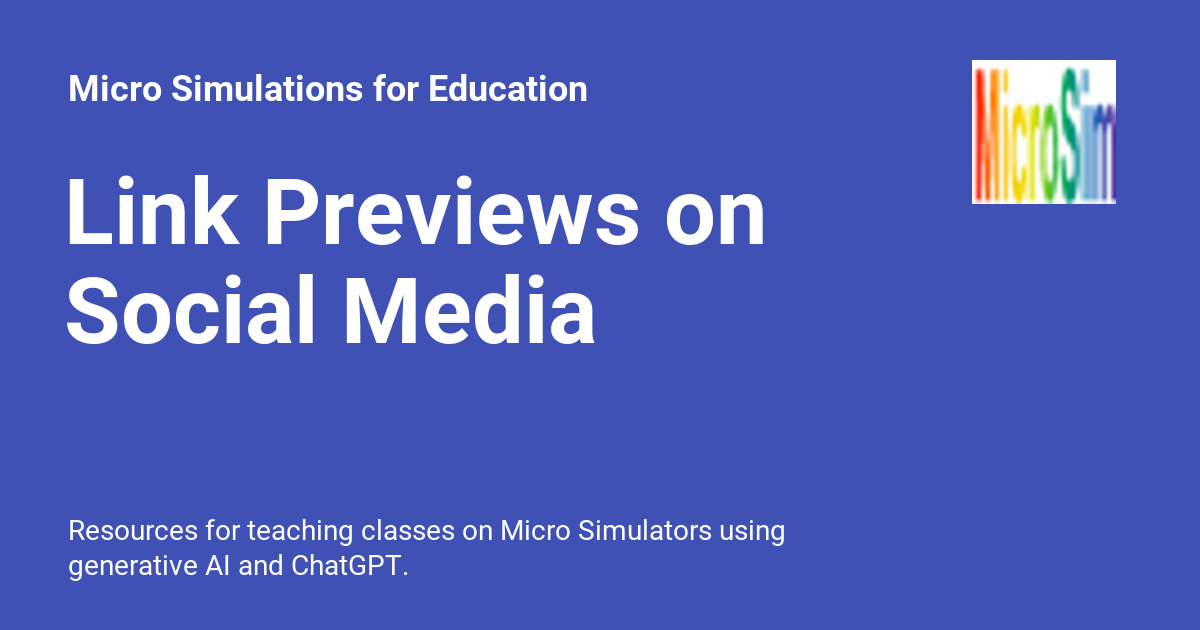 Micro Simulations for Education
MicroSim
Link Previews on
Social Media
Resources for teaching classes on Micro Simulators using
generative AI and ChatGPT.